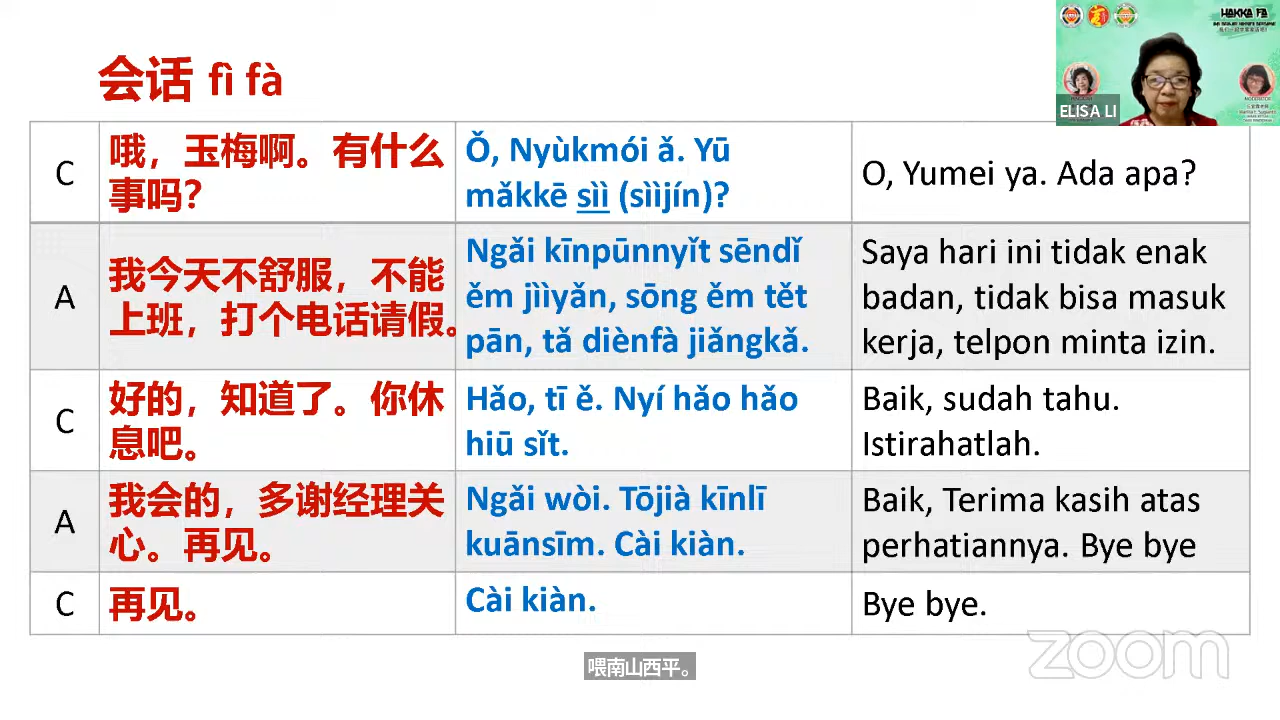 会话 fì fà
HAKKA FA
ELISA LI
C
哦，玉梅啊。有什么
事吗？
Ǒ, Nyùkmói ǎ. Yū
mǎkkē sìì (sììjín)?
O, Yumei ya. Ada apa?
A
我今天不舒服，不能
上班，打个电话请假。
Ngǎi kīnpūnnyǐt sēndǐ
ěm jììyǎn, sōng ěm tět
pān, tǎ diènfà jiǎngkǎ.
Saya hari ini tidak enak
badan, tidak bisa masuk
kerja, telpon minta izin.
C
好的，知道了。你休
息吧。
Hǎo, tī ě. Nyí hǎo hǎo
hiū sǐt.
Baik, sudah tahu.
Istirahatlah.
A
我会的，多谢经理关
心。再见。
Ngǎi wòi. Tōjià kīnlī
kuānsīm. Cài kiàn.
Baik, Terima kasih atas
perhatiannya. Bye bye
C
再见。
Cài kiàn.
Bye bye.
zoom
喂南山西平。